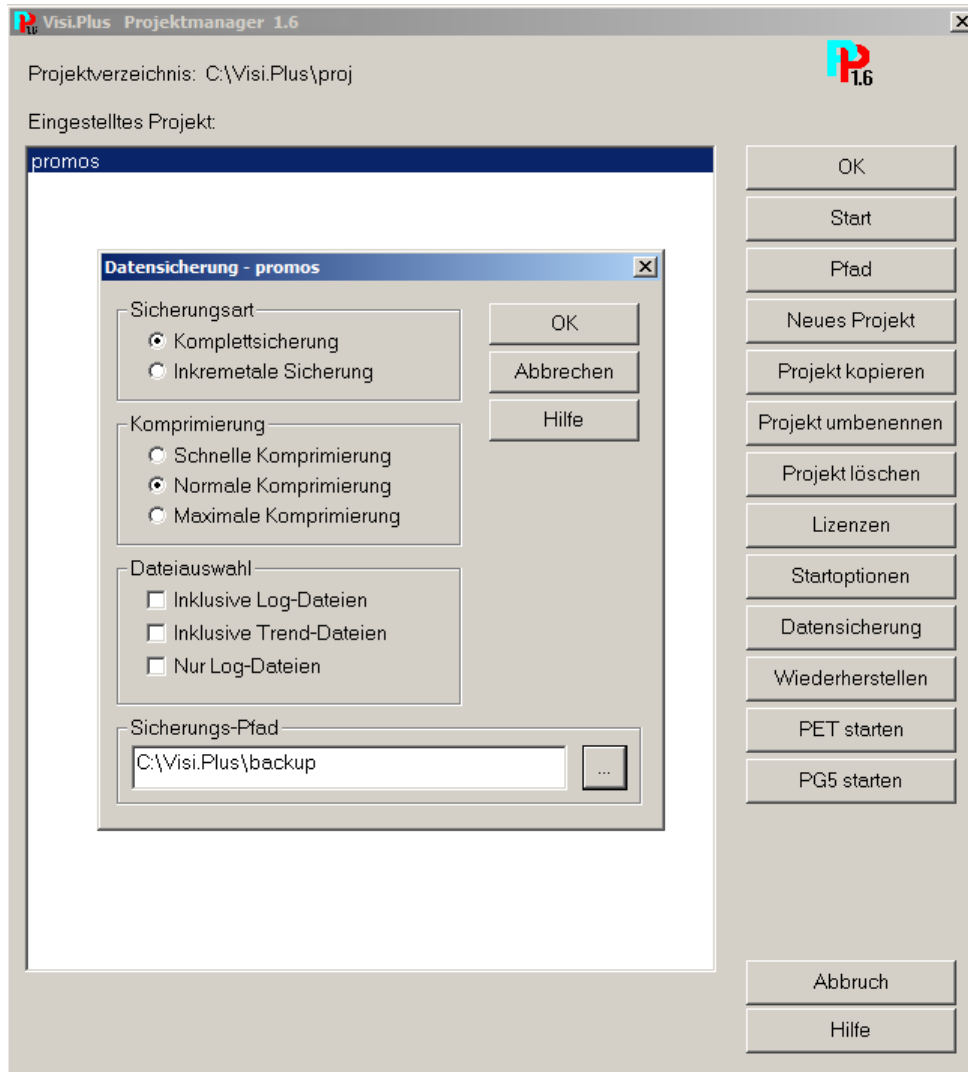 Visi.Plus Projektmanager 1.6
Projektverzeichnis: C:\Visi.Plus\proj
PP 1.6
Eingestelltes Projekt:
promos
OK
Start
Pfad
Neues Projekt
Projekt kopieren
Projekt umbenennen
Projekt löschen
Lizenzen
Startoptionen
Datensicherung
Wiederherstellen
PET starten
PG5 starten
Abbruch
Hilfe
Datensicherung - promos
Sicherungsart
Komplettsicherung
Inkremetale Sicherung
OK
Abbrechen
Hilfe
Komprimierung
Schnelle Komprimierung
Normale Komprimierung
Maximale Komprimierung
Dateiauswahl
Inklusive Log-Dateien
Inklusive Trend-Dateien
Nur Log-Dateien
Sicherungs-Pfad
C:\Visi.Plus\backup
...